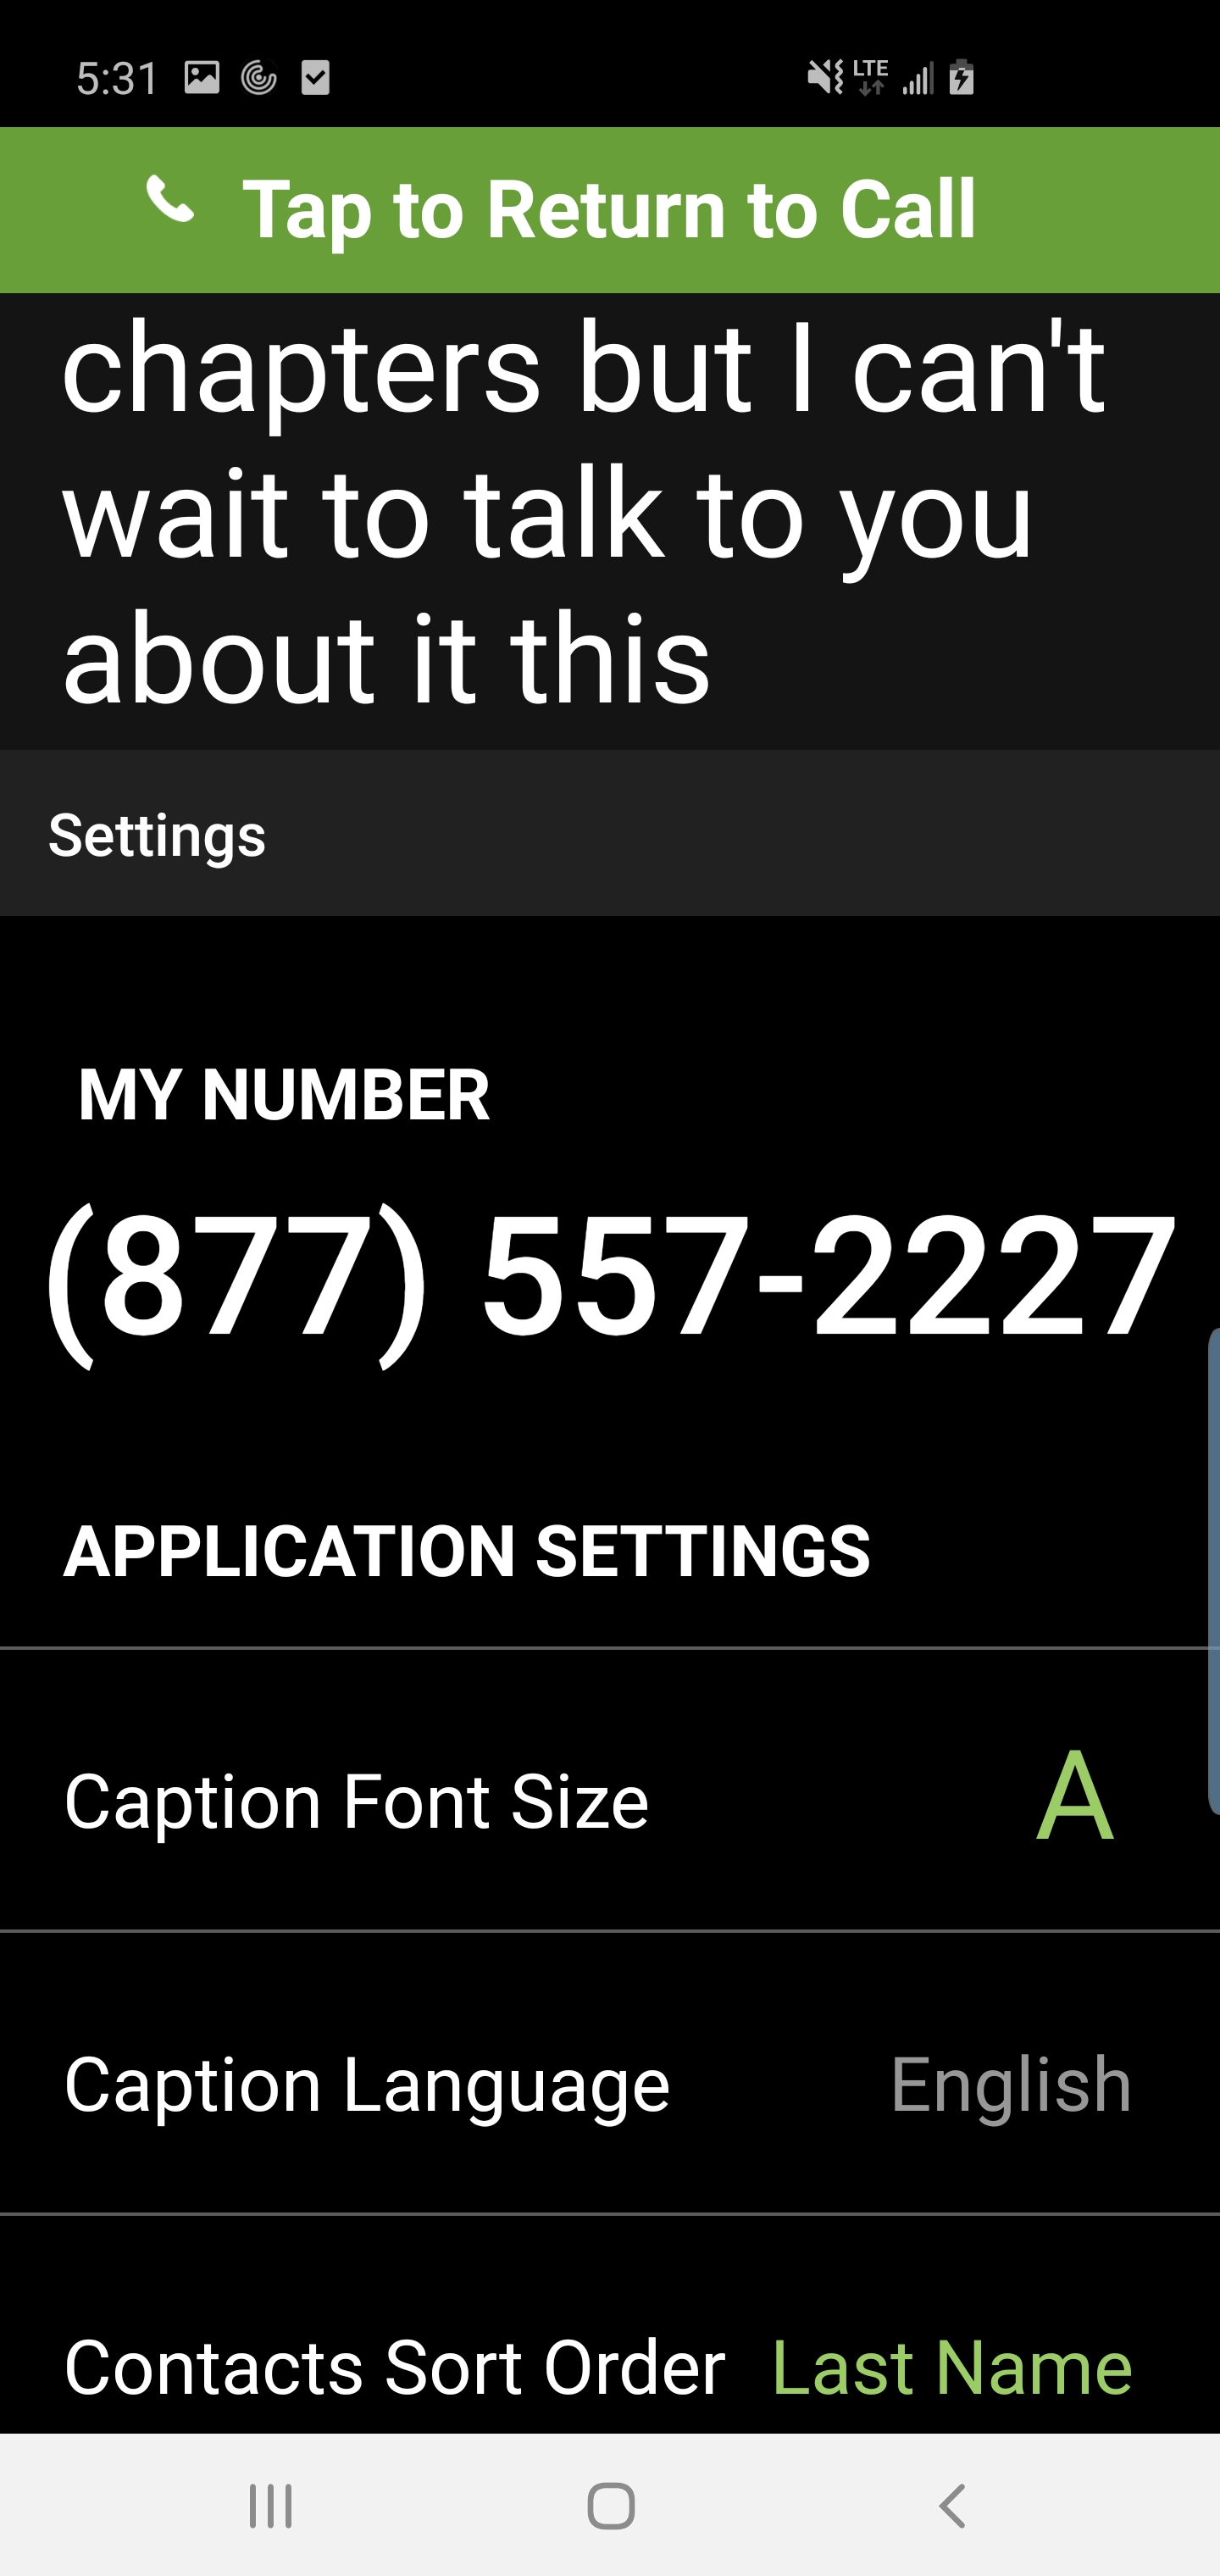 5:31 LTE
Tap to Return to Call
chapters but I can't
wait to talk to you
about it this
Settings
MY NUMBER
(877) 557-2227
APPLICATION SETTINGS
Caption Font Size A
Caption Language English
Contacts Sort Order Last Name